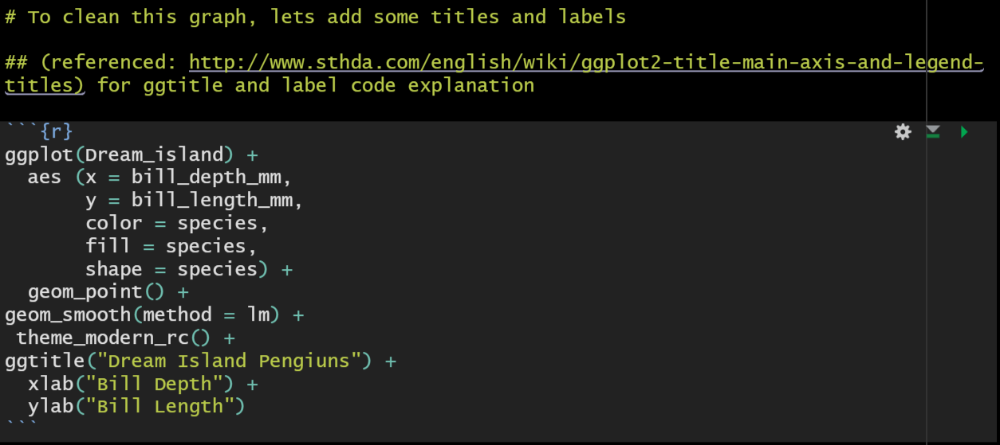 # To clean this graph, lets add some titles and labels
## (referenced: http://www.sthda.com/english/wiki/ggplot2-title-main-axis-and-legend-
titles) for ggtitle and label code explanation
```{r}
ggplot(Dream_island) +
  aes (x = bill_depth_mm,
       y = bill_length_mm,
       color = species,
       fill = species,
       shape = species) +
  geom_point() +
geom_smooth(method = lm) +
 theme_modern_rc() +
ggtitle("Dream Island Pengiuns") +
  xlab("Bill Depth") +
  ylab("Bill Length")
```